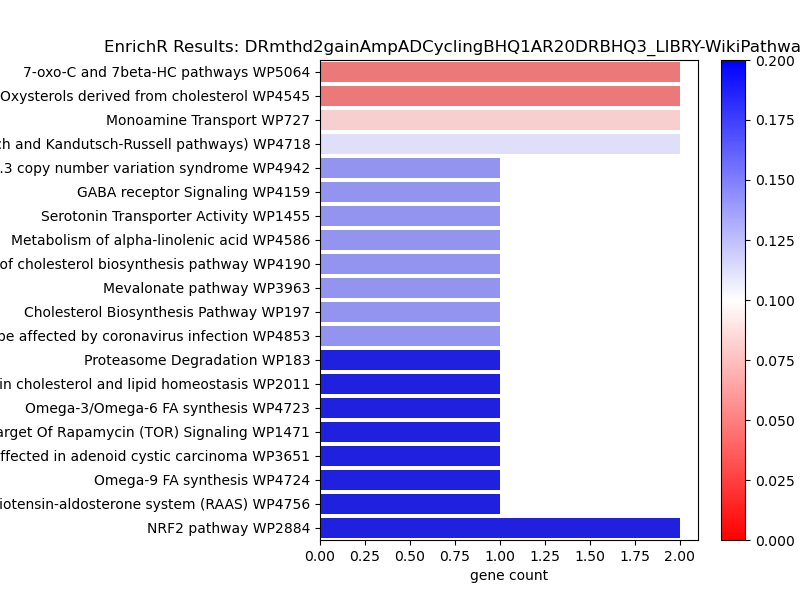 EnrichR Results: DRmthd2gainAmpADCyclingBHQ1AR20DRBHQ3_LIBRY-WikiPathwa
7-oxo-C and 7beta-HC pathways WP5064
Oxysterols derived from cholesterol WP4545
Monoamine Transport WP727
and Kandutsch-Russell pathways) WP4718
.3 copy number variation syndrome WP4942
GABA receptor Signaling WP4159
Serotonin Transporter Activity WP1455
Metabolism of alpha-linolenic acid WP4586
of cholesterol biosynthesis pathway WP4190
Mevalonate pathway WP3963
Cholesterol Biosynthesis Pathway WP197
be affected by coronavirus infection WP4853
Proteasome Degradation WP183
in cholesterol and lipid homeostasis WP2011
Omega-3/Omega-6 FA synthesis WP4723
arget Of Rapamycin (TOR) Signaling WP1471
ffected in adenoid cystic carcinoma WP3651
Omega-9 FA synthesis WP4724
iotensin-aldosterone system (RAAS) WP4756
NRF2 pathway WP2884
0.00 0.25 0.50 0.75 1.00 1.25 1.50 1.75 2.00
gene count
0.200
0.175
0.150
0.125
0.100
0.075
0.050
0.025
0.000